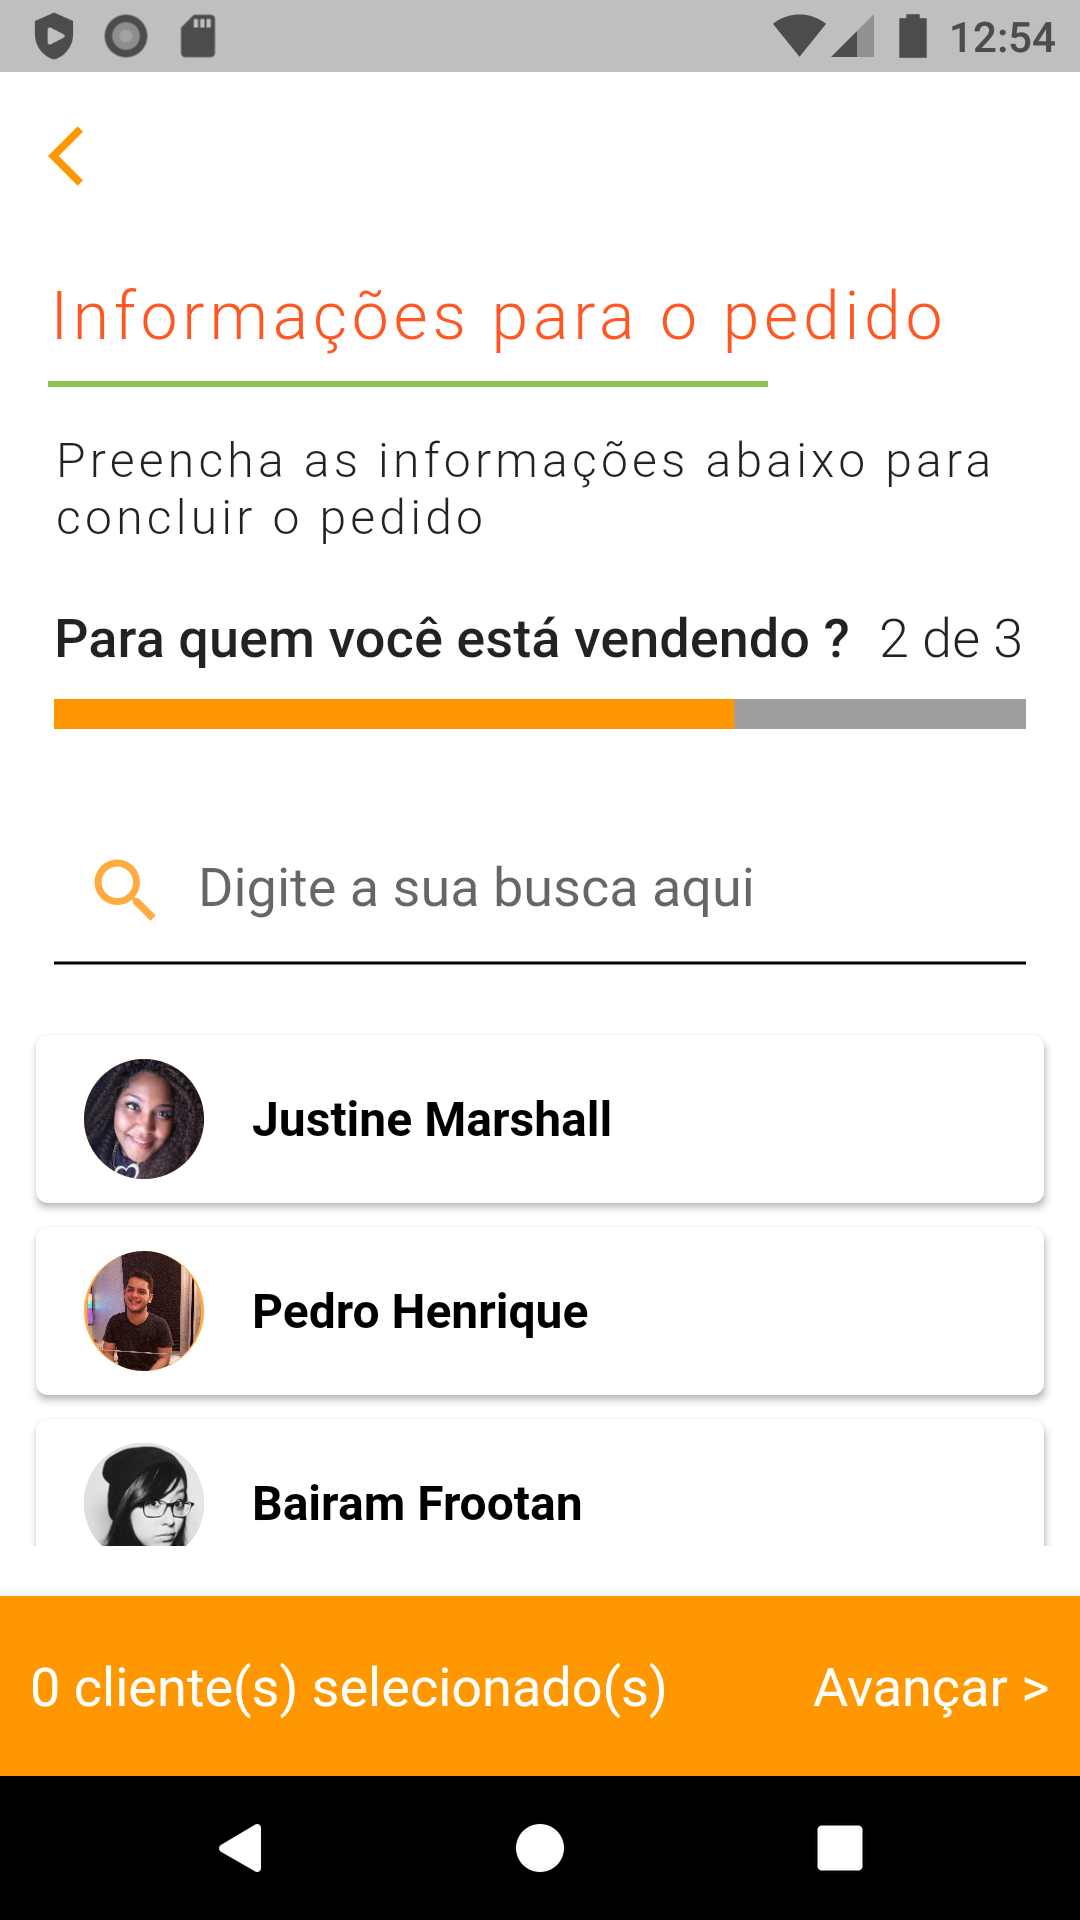 12:54
Informações para o pedido
Preencha as informações abaixo para
concluir o pedido
Para quem você está vendendo ? 2 de 3
Digite a sua busca aqui
Justine Marshall
Pedro Henrique
Bairam Frootan
0 cliente(s) selecionado(s) Avançar >